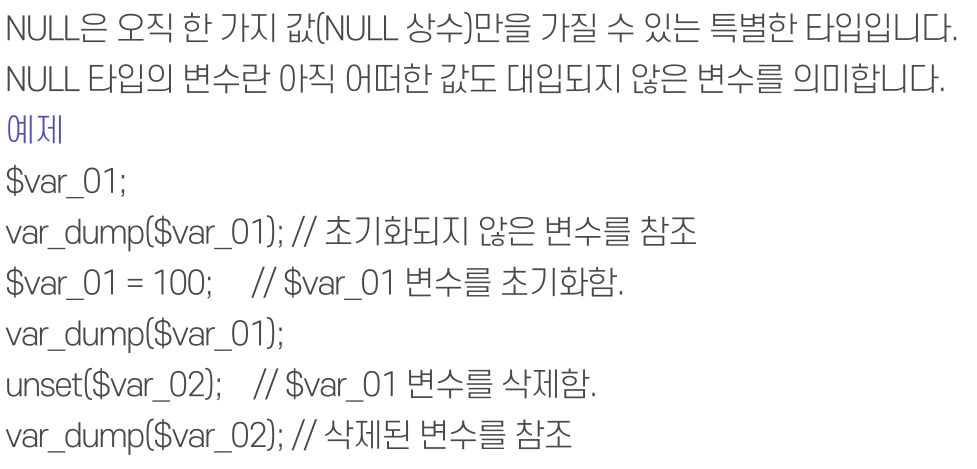 NULL은 오직 한 가지 값(NULL 상수)만을 가질 수 있는 특별한 타입입니다.
NULL 타입의 변수란 아직 어떠한 값도 대입되지 않은 변수를 의미합니다.
예제
$var_01;
var_dump($var_01); // 초기화되지 않은 변수를 참조
$var_01 = 100;    // $var_01 변수를 초기화함.
var_dump($var_01);
unset($var_02);   // $var_01 변수를 삭제함.
var_dump($var_02); // 삭제된 변수를 참조